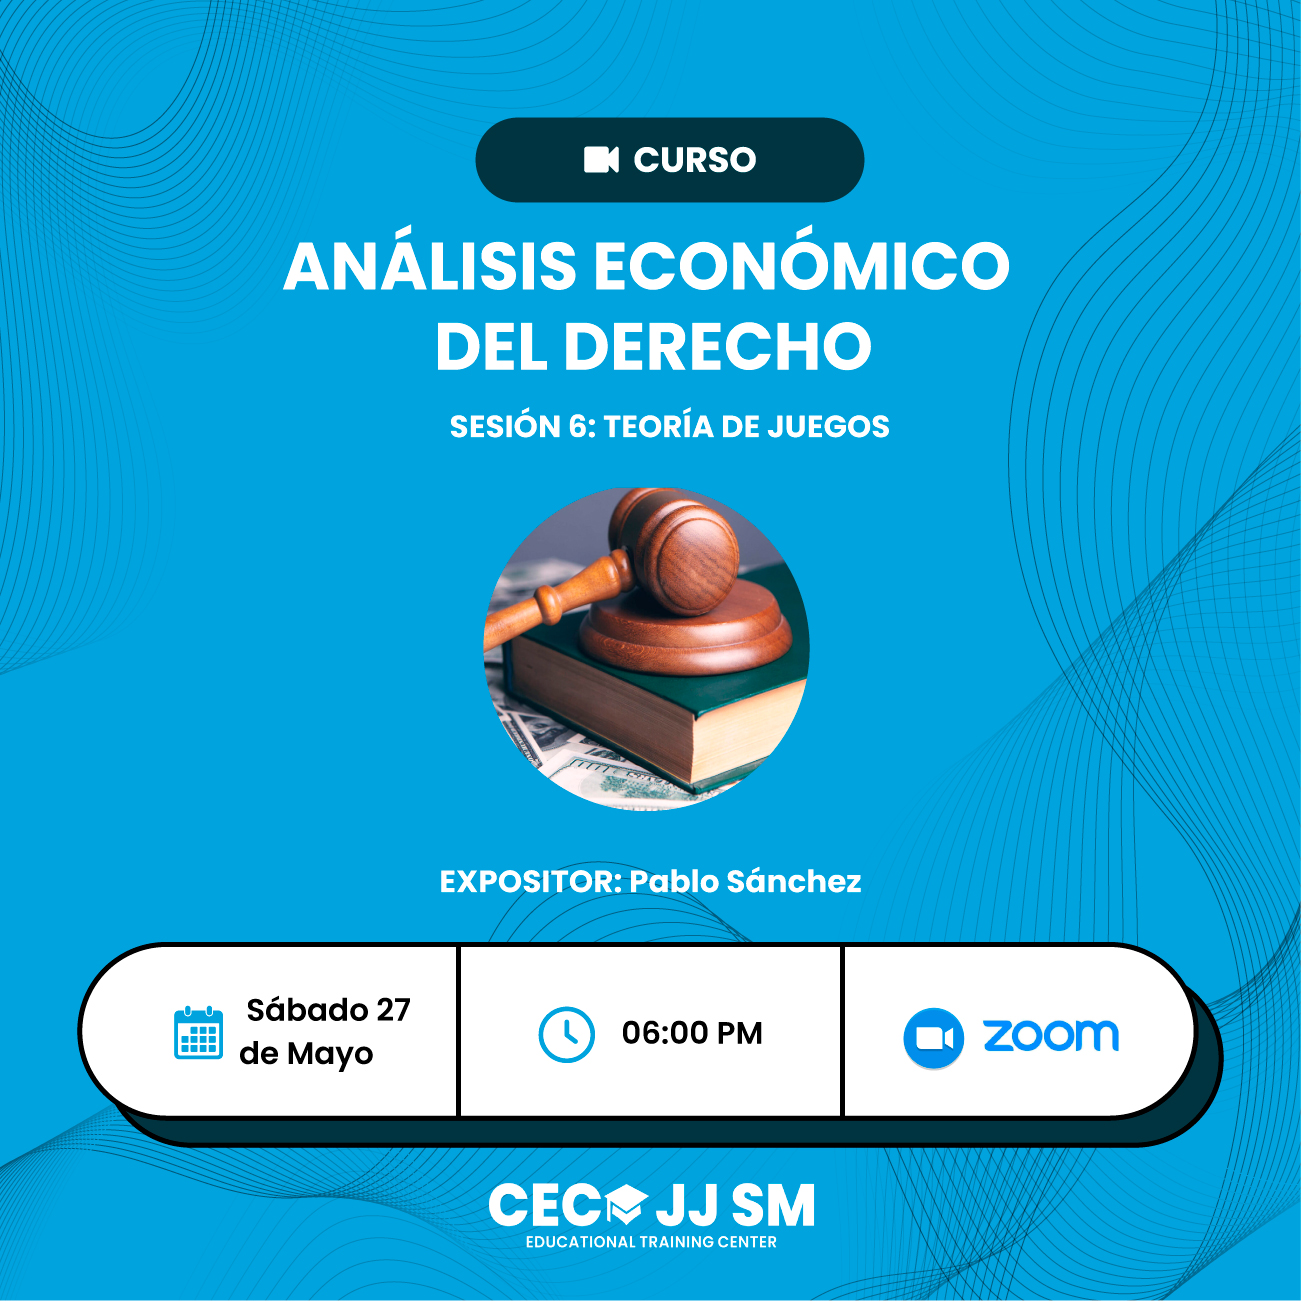 CURSO
ANÁLISIS ECONÓMICO
DEL DERECHO
SESIÓN 6: TEORÍA DE JUEGOS
EXPOSITOR: Pablo Sánchez
Sábado 27
de Mayo
06:00 PM
zoom
CEC JJ SM
EDUCATIONAL TRAINING CENTER